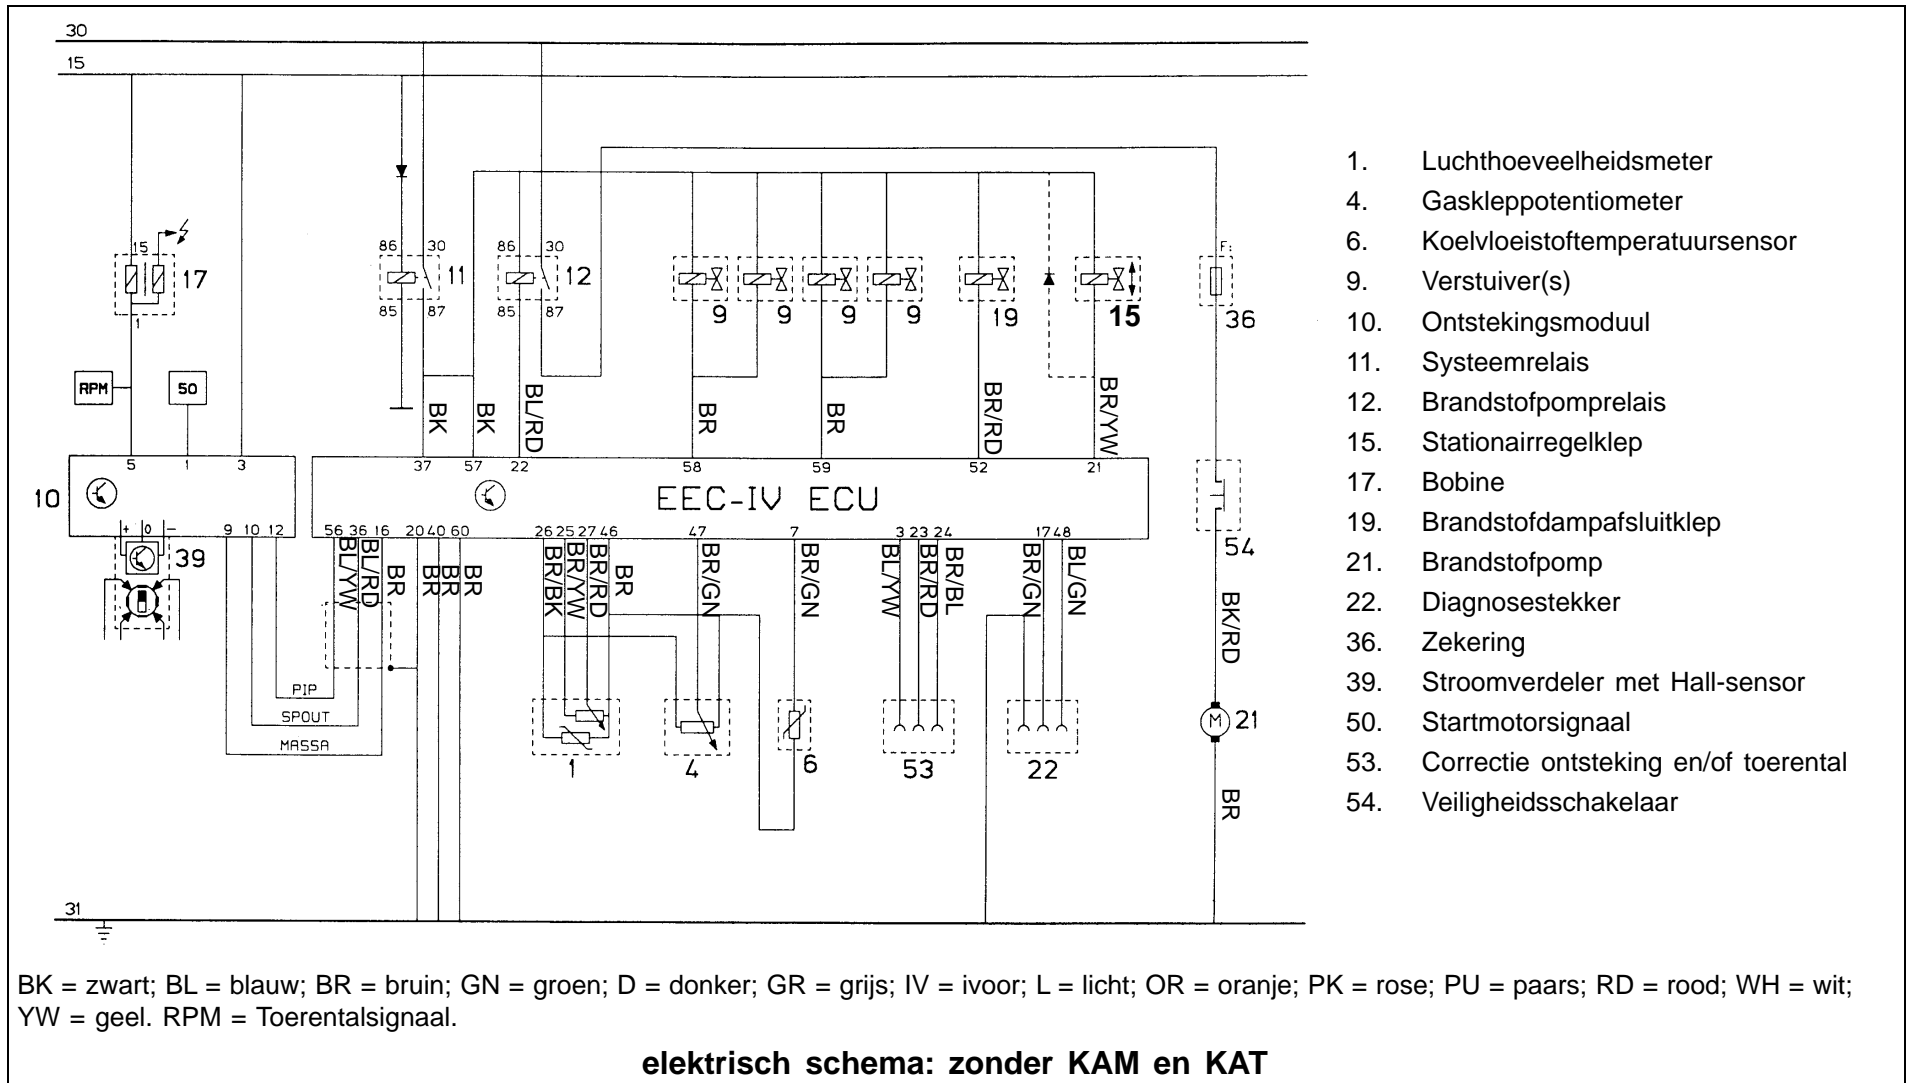 30
15
86 30
11
85 87
86 30
12
85 87
15
17
1
9
9
9
9
19
15
36
RPM
50
BK
BK
BL/RD
BR
BR
BR/RD
BR/YW
5 1 3
37 57 22 58 59 52 21
10
EEC-IV ECU
+ 0 -
9 10 12
56 36 16 20 40 60 26 25 27 46 47 7 3 23 24 17 48
39
54
BL/YW
BL/RD
BR
BR
BR
BR
BR/BK
BR/YW
BR/RD
BR
BR/GN
BR/GN
BL/YW
BR/RD
BR/BL
BR/GN
BL/GN
BK/RD
PIP
SPOUT
MASSA
1
4
6
53
22
M
21
BR
31
1. Luchthoeveelheidsmeter
4. Gaskleppotentiometer
6. Koelvloeistoftemperatuursensor
9. Verstuiver(s)
10. Ontstekingsmoduul
11. Systeemrelais
12. Brandstofpomprelais
15. Stationairregelklep
17. Bobine
19. Brandstofdampafsluitklep
21. Brandstofpomp
22. Diagnosestekker
36. Zekering
39. Stroomverdeler met Hall-sensor
50. Startmotorsignaal
53. Correctie ontsteking en/of toerental
54. Veiligheidsschakelaar
BK = zwart; BL = blauw; BR = bruin; GN = groen; D = donker; GR = grijs; IV = ivoor; L = licht; OR = oranje; PK = rose; PU = paars; RD = rood; WH = wit;
YW = geel. RPM = Toerentalsignaal.
elektrisch schema: zonder KAM en KAT